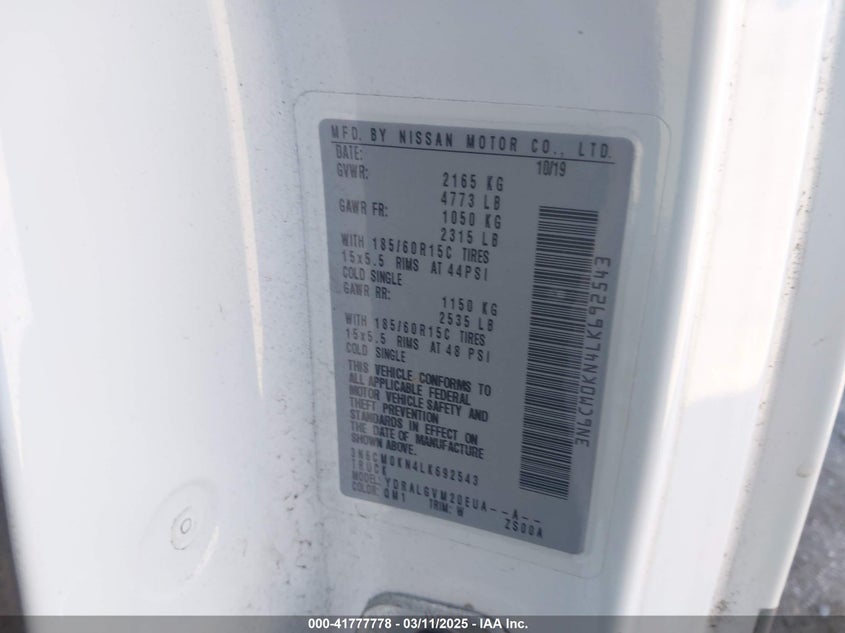 MFD. BY NISSAN MOTOR CO., LTD.
DATE: 10/19
GVWR: 2165 KG
4773 LB
GAWR FR: 1050 KG
2315 LB
WITH 185/60R15C TIRES
15x5.5 RIMS AT 44PSI
COLD SINGLE
GAWR RR: 1150 KG
2535 LB
WITH 185/60R15C TIRES
15x5.5 RIMS AT 48 PSI
COLD SINGLE
THIS VEHICLE CONFORMS TO
ALL APPLICABLE FEDERAL
MOTOR VEHICLE SAFETY AND
THEFT PREVENTION
STANDARDS IN EFFECT ON
THE DATE OF MANUFACTURE
SHOWN ABOVE.
3N6CM0KN4LK692543
TRUCK
MODEL: YDRALGVM20EUA--A--
COLOR: QM1 TRIM: W ZS00A
3N6CM0KN4LK692543
000-41777778 - 03/11/2025 - IAA Inc.